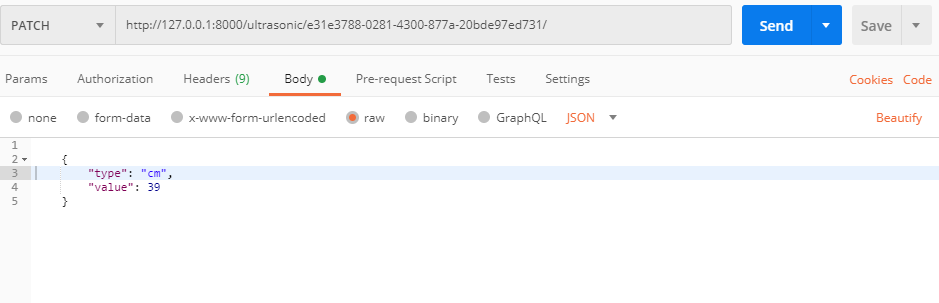 PATCH http://127.0.0.1:8000/ultrasonic/e31e3788-0281-4300-877a-20bde97ed731/ Send Save
Params Authorization Headers (9) Body Pre-request Script Tests Settings Cookies Code
none form-data x-www-form-urlencoded raw binary GraphQL JSON Beautify
1
2 {
3 "type": "cm",
4 "value": 39
5 }